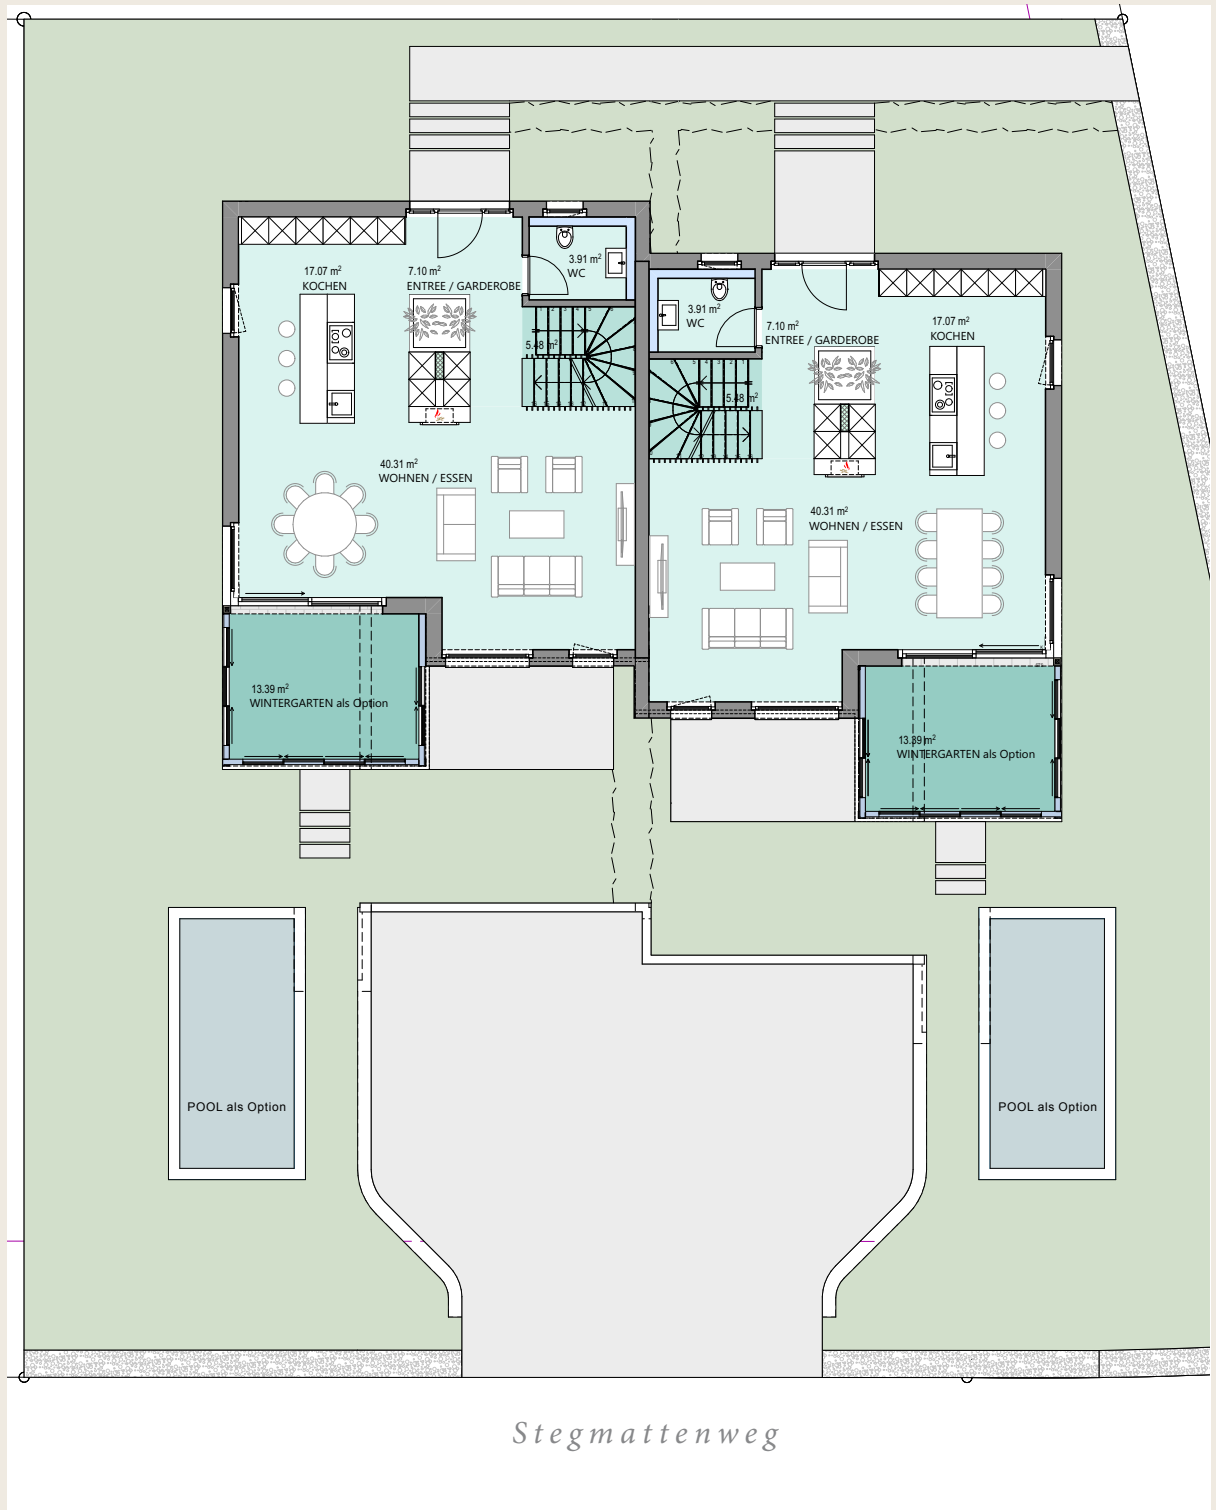 17.07 m²
KOCHEN
7.10 m²
ENTREE / GARDEROBE
3.91 m²
WC
5.48 m²
40.31 m²
WOHNEN / ESSEN
13.39 m²
WINTERGARTEN als Option
3.91 m²
WC
7.10 m²
ENTREE / GARDEROBE
17.07 m²
KOCHEN
5.48 m²
40.31 m²
WOHNEN / ESSEN
13.39 m²
WINTERGARTEN als Option
POOL als Option
POOL als Option
Stegmattenweg